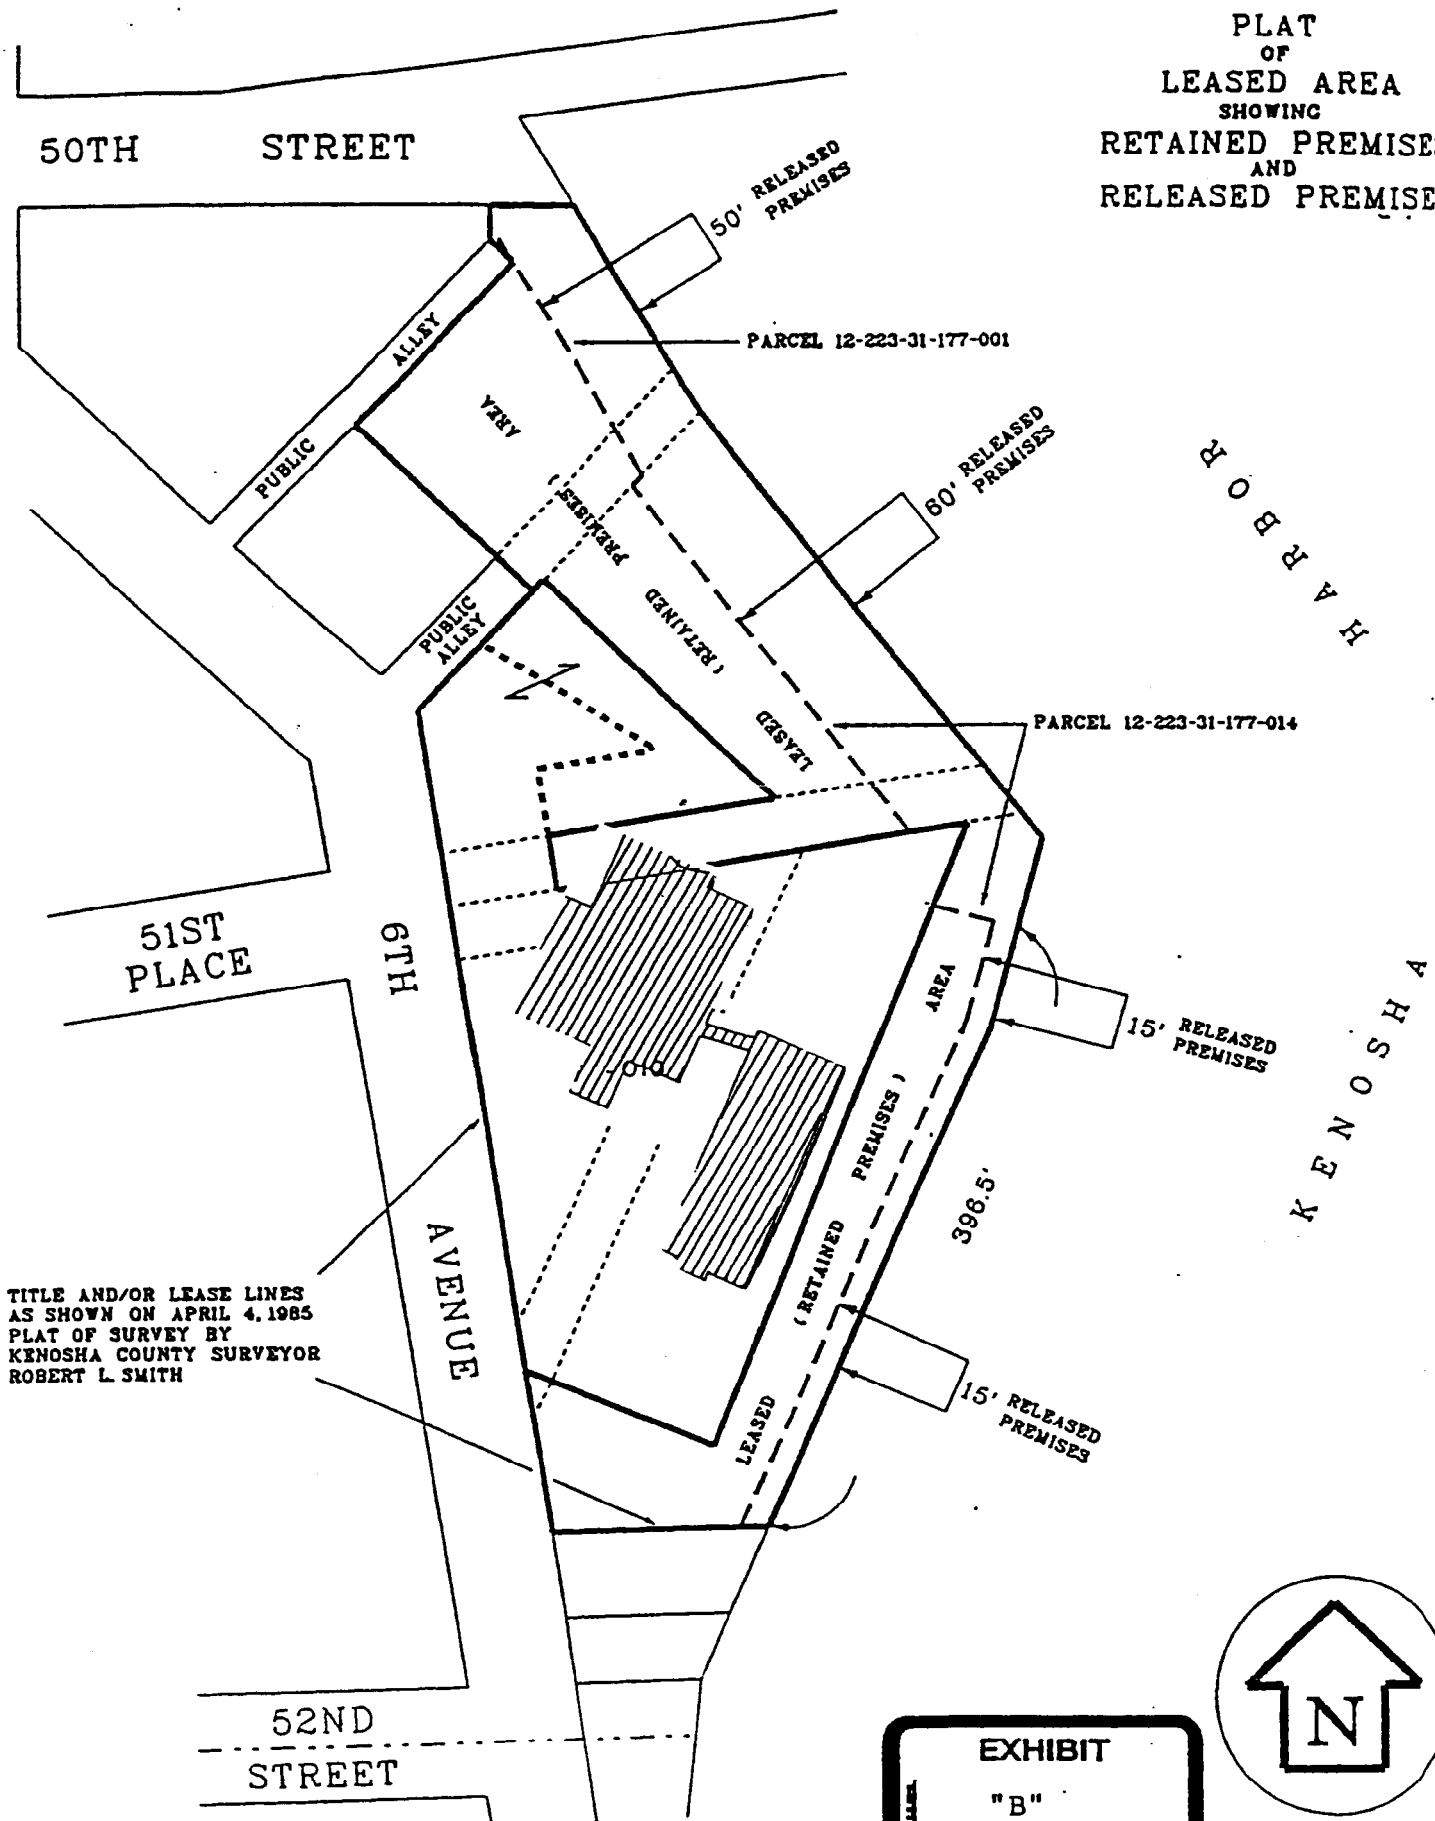 PLAT
OF
LEASED AREA
SHOWING
RETAINED PREMISES
AND
RELEASED PREMISE
50TH STREET
50' RELEASED
PREMISES
PARCEL 12-223-31-177-001
PUBLIC ALLEY
AREA
PREMISES)
(RETAINED
LEASED
60' RELEASED
PREMISES
KENOSHA HARBOR
PUBLIC
ALLEY
PARCEL 12-223-31-177-014
51ST
PLACE
6TH
AVENUE
AREA
PREMISES)
(RETAINED
LEASED
15' RELEASED
PREMISES
396.5'
15' RELEASED
PREMISES
TITLE AND/OR LEASE LINES
AS SHOWN ON APRIL 4, 1985
PLAT OF SURVEY BY
KENOSHA COUNTY SURVEYOR
ROBERT L. SMITH
52ND
STREET
N
EXHIBIT
"B"